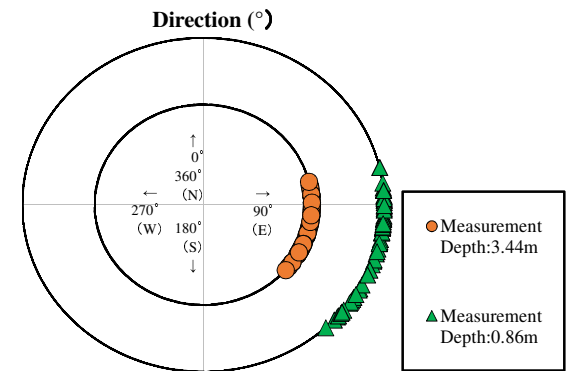 Direction (°)
↑
0°
360°
(N)
←
270°
(W)
→
90°
(E)
180°
(S)
↓
Measurement
Depth:3.44m
Measurement
Depth:0.86m